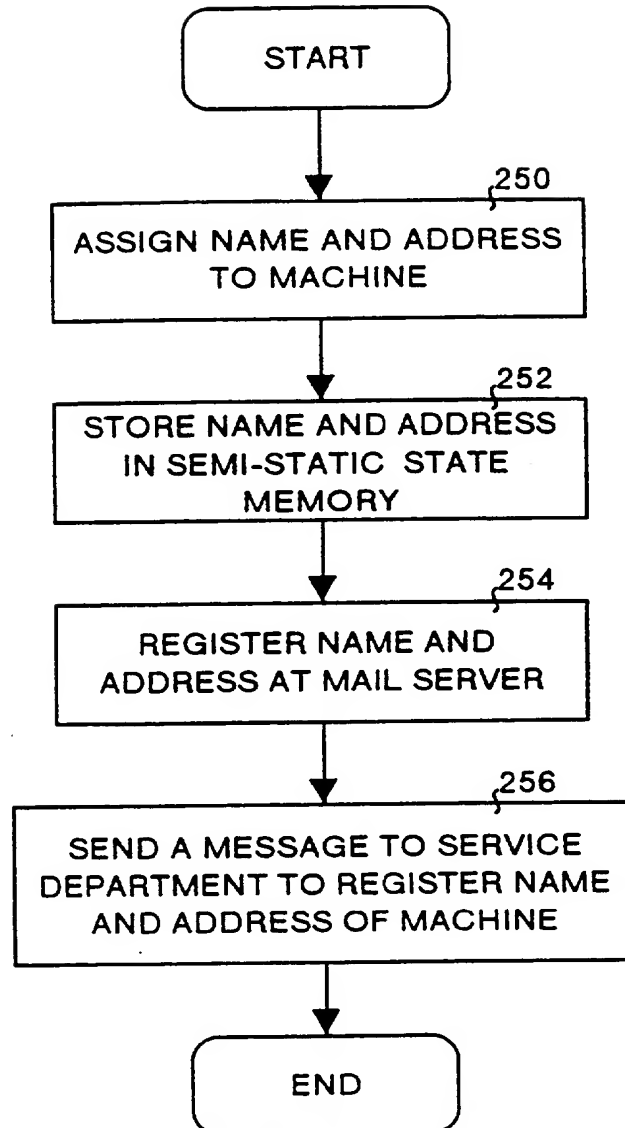 START
250
ASSIGN NAME AND ADDRESS
TO MACHINE
252
STORE NAME AND ADDRESS
IN SEMI-STATIC STATE
MEMORY
254
REGISTER NAME AND
ADDRESS AT MAIL SERVER
256
SEND A MESSAGE TO SERVICE
DEPARTMENT TO REGISTER NAME
AND ADDRESS OF MACHINE
END